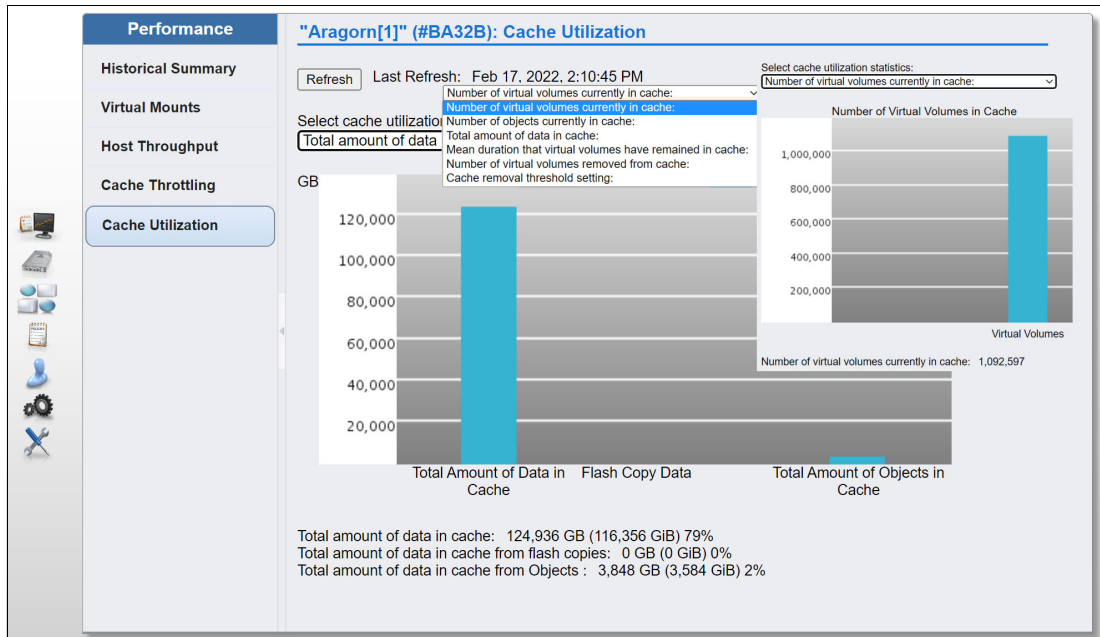 Performance
Historical Summary
Virtual Mounts
Host Throughput
Cache Throttling
Cache Utilization
"Aragorn[1]" (#BA32B): Cache Utilization
Refresh
Last Refresh: Feb 17, 2022, 2:10:45 PM
Select cache utilization
Total amount of data
Number of virtual volumes currently in cache:
Number of virtual volumes currently in cache:
Number of objects currently in cache:
Total amount of data in cache:
Mean duration that virtual volumes have remained in cache:
Number of virtual volumes removed from cache:
Cache removal threshold setting:
GB
120,000
100,000
80,000
60,000
40,000
20,000
Total Amount of Data in
Cache
Flash Copy Data
Total Amount of Objects in
Cache
Select cache utilization statistics:
Number of virtual volumes currently in cache:
Number of Virtual Volumes in Cache
1,000,000
800,000
600,000
400,000
200,000
Virtual Volumes
Number of virtual volumes currently in cache: 1,092,597
Total amount of data in cache: 124,936 GB (116,356 GiB) 79%
Total amount of data in cache from flash copies: 0 GB (0 GiB) 0%
Total amount of data in cache from Objects : 3,848 GB (3,584 GiB) 2%